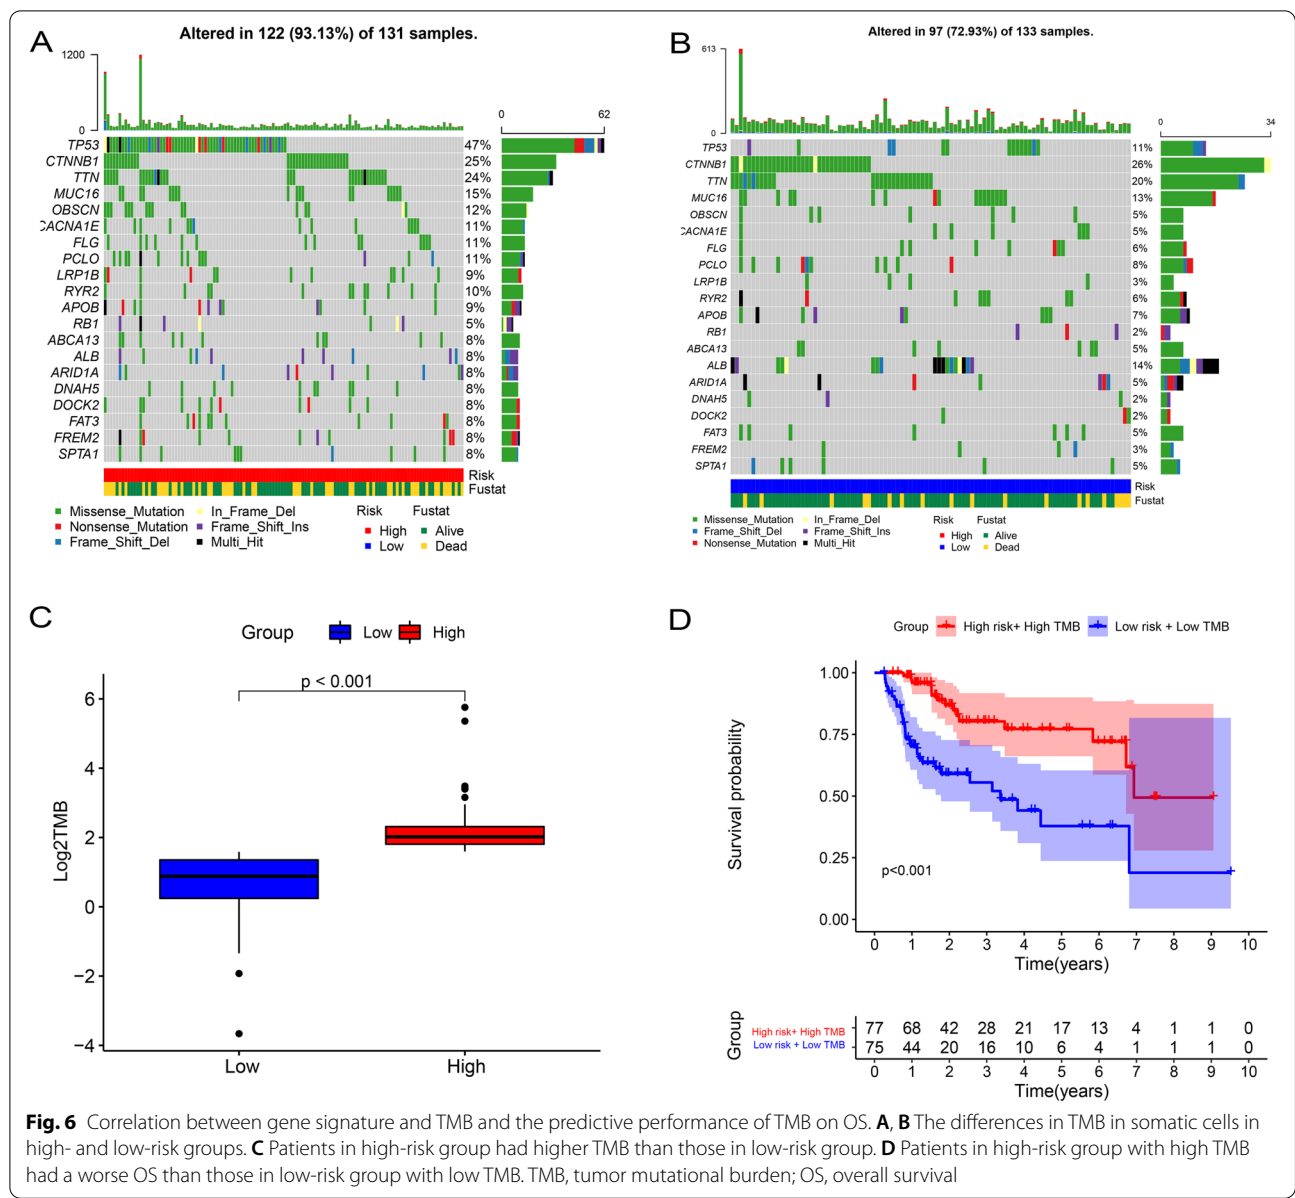 A
Altered in 122 (93.13%) of 131 samples.
1200
0
0 62
TP53 47%
CTNNB1 25%
TTN 24%
MUC16 15%
OBSCN 12%
CACNA1E 11%
FLG 11%
PCLO 11%
LRP1B 9%
RYR2 10%
APOB 9%
RB1 5%
ABCA13 8%
ALB 8%
ARID1A 8%
DNAH5 8%
DOCK2 8%
FAT3 8%
FREM2 8%
SPTA1 8%
Risk
Fustat
Missense_Mutation In_Frame_Del Risk Fustat
Nonsense_Mutation Frame_Shift_Ins High Alive
Frame_Shift_Del Multi_Hit Low Dead
B
Altered in 97 (72.93%) of 133 samples.
613
0
0 34
TP53 11%
CTNNB1 26%
TTN 20%
MUC16 13%
OBSCN 5%
CACNA1E 5%
FLG 6%
PCLO 8%
LRP1B 3%
RYR2 6%
APOB 7%
RB1 2%
ABCA13 5%
ALB 14%
ARID1A 5%
DNAH5 2%
DOCK2 2%
FAT3 5%
FREM2 3%
SPTA1 5%
Risk
Fustat
Missense_Mutation In_Frame_Del Risk Fustat
Frame_Shift_Del Frame_Shift_Ins High Alive
Nonsense_Mutation Multi_Hit Low Dead
C
Group Low High
p < 0.001
Log2TMB
6
4
2
0
−2
−4
Low High
D
Group High risk+ High TMB Low risk + Low TMB
Survival probability
1.00
0.75
0.50
0.25
0.00
p<0.001
0 1 2 3 4 5 6 7 8 9 10
Time(years)
Group
High risk+ High TMB 77 68 42 28 21 17 13 4 1 1 0
Low risk + Low TMB 75 44 20 16 10 6 4 1 1 1 0
0 1 2 3 4 5 6 7 8 9 10
Time(years)
Fig. 6 Correlation between gene signature and TMB and the predictive performance of TMB on OS. A, B The differences in TMB in somatic cells in
high- and low-risk groups. C Patients in high-risk group had higher TMB than those in low-risk group. D Patients in high-risk group with high TMB
had a worse OS than those in low-risk group with low TMB. TMB, tumor mutational burden; OS, overall survival